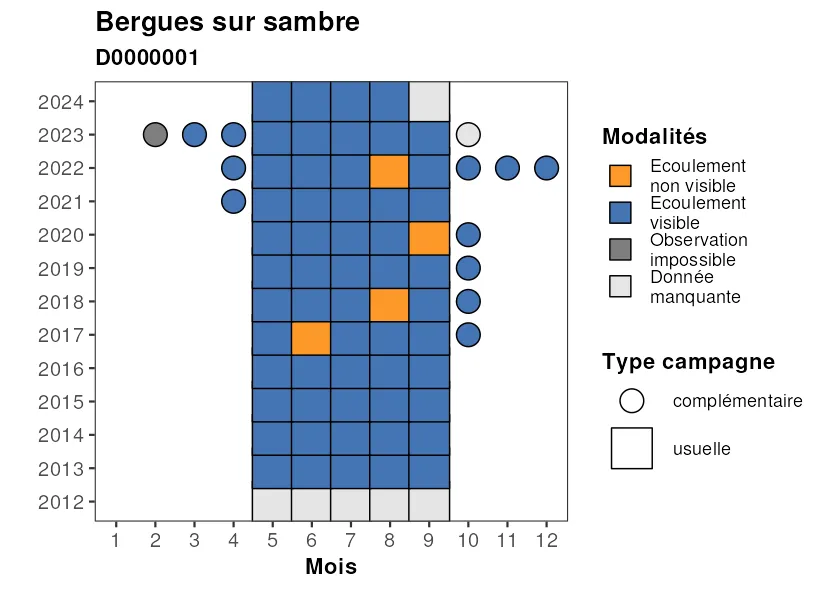 Bergues sur sambre
D0000001
2024
2023
2022
2021
2020
2019
2018
2017
2016
2015
2014
2013
2012
1 2 3 4 5 6 7 8 9 10 11 12
Mois
Modalités
Ecoulement
non visible
Ecoulement
visible
Observation
impossible
Donnée
manquante
Type campagne
complémentaire
usuelle